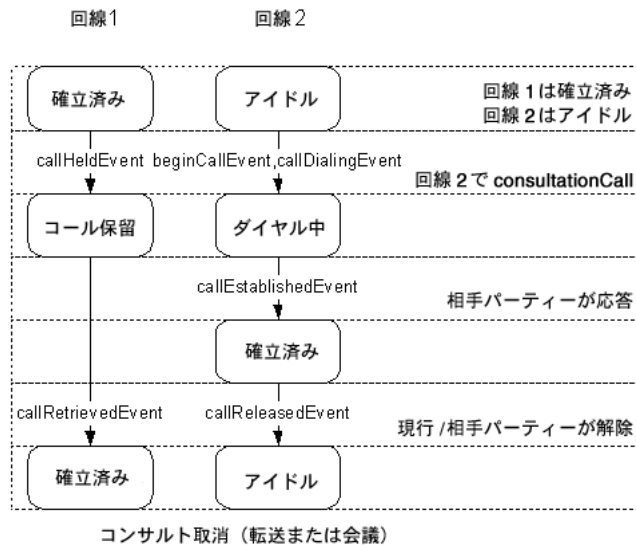 回線1 回線2
確立済み アイドル 回線 1 は確立済み
回線 2 はアイドル
callHeldEvent beginCallEvent,callDialingEvent
回線 2 で consultationCall
コール保留 ダイヤル中
callEstablishedEvent
相手パーティーが応答
確立済み
callRetrievedEvent callReleasedEvent
現行 /相手パーティーが解除
確立済み アイドル
コンサルト取消（転送または会議）